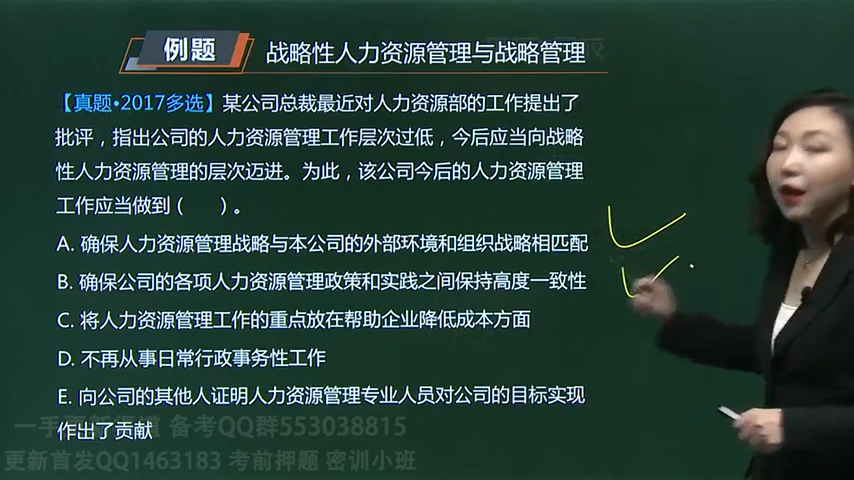 例题 战略性人力资源管理与战略管理
【真题·2017多选】某公司总裁最近对人力资源部的工作提出了
批评，指出公司的人力资源管理工作层次过低，今后应当向战略
性人力资源管理的层次迈进。为此，该公司今后的人力资源管理
工作应当做到（ ）。
A. 确保人力资源管理战略与本公司的外部环境和组织战略相匹配
B. 确保公司的各项人力资源管理政策和实践之间保持高度一致性
C. 将人力资源管理工作的重点放在帮助企业降低成本方面
D. 不再从事日常行政事务性工作
E. 向公司的其他人证明人力资源管理专业人员对公司的目标实现
一手 备考QQ群553038815
作出了贡献
更新首发QQ1463183 考前押题 密训小班